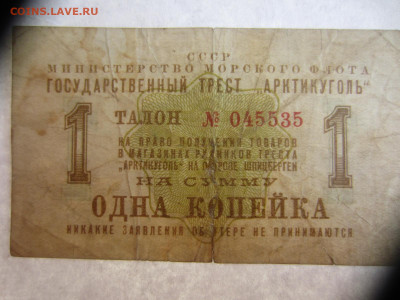 COINS.LAVE.RU
СССР
МИНИСТЕРСТВО МОРСКОГО ФЛОТА
ГОСУДАРСТВЕННЫЙ ТРЕСТ „АРКТИКУГОЛЬ"
ТАЛОН № 045535
НА ПРАВО ПОЛУЧЕНИЯ ТОВАРОВ
В МАГАЗИНАХ РУДНИКОВ ТРЕСТА
„АРКТИКУГОЛЬ" НА ОСТРОВЕ ШПИЦБЕРГЕН
НА СУММУ
1 1
ОДНА КОПЕЙКА
НИКАКИЕ ЗАЯВЛЕНИЯ ОБ УТЕРЕ НЕ ПРИНИМАЮТСЯ